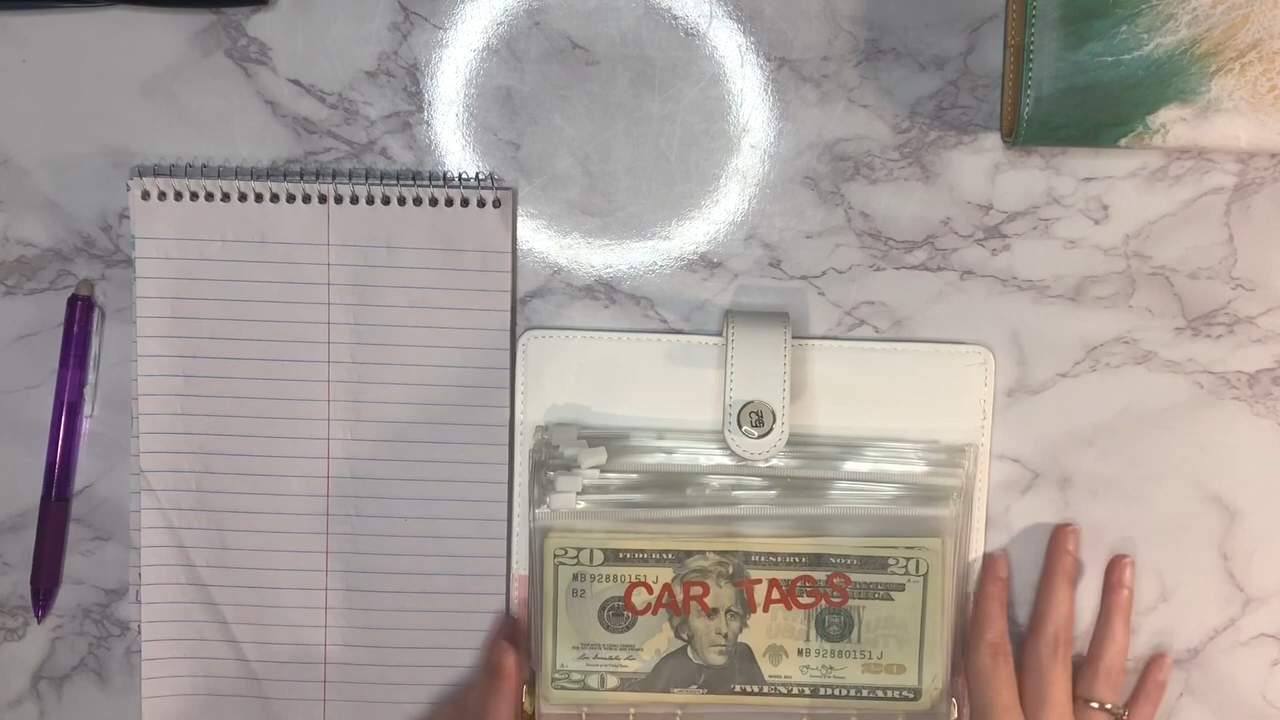 20 FEDERAL RESERVE NOTE 20
MB 92880151 J
B2
CAR TAGS
MB 92880151 J
20
20 TWENTY DOLLARS